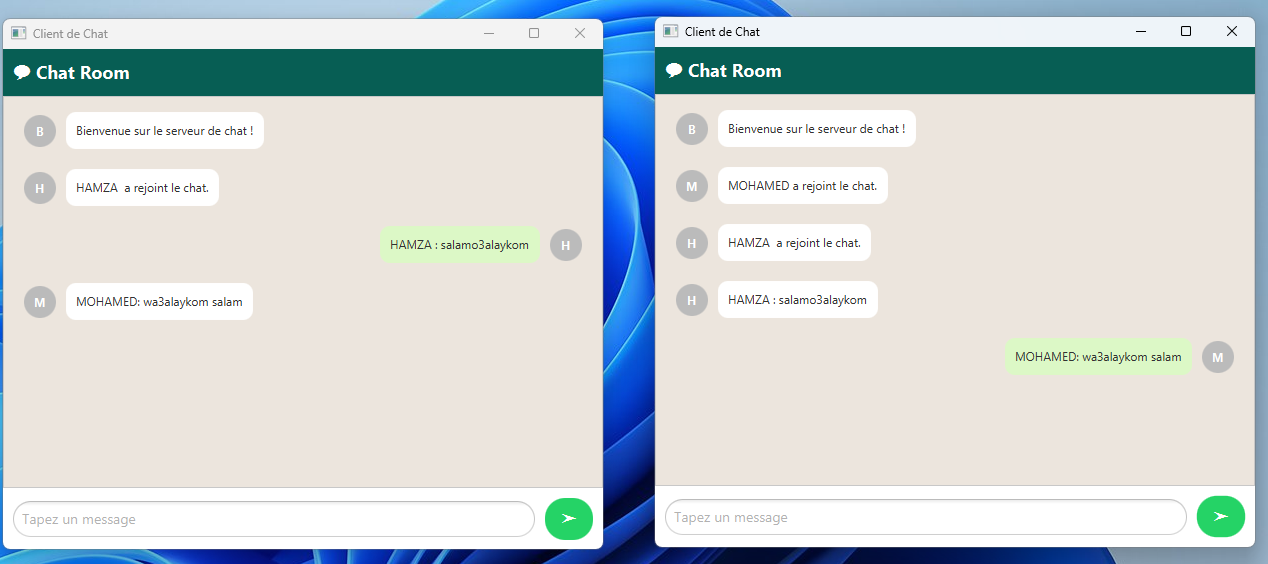 Client de Chat
Chat Room
B
Bienvenue sur le serveur de chat !
H
HAMZA  a rejoint le chat.
HAMZA : salamo3alaykom
H
M
MOHAMED: wa3alaykom salam
Tapez un message
Client de Chat
Chat Room
B
Bienvenue sur le serveur de chat !
M
MOHAMED a rejoint le chat.
H
HAMZA  a rejoint le chat.
H
HAMZA : salamo3alaykom
MOHAMED: wa3alaykom salam
M
Tapez un message